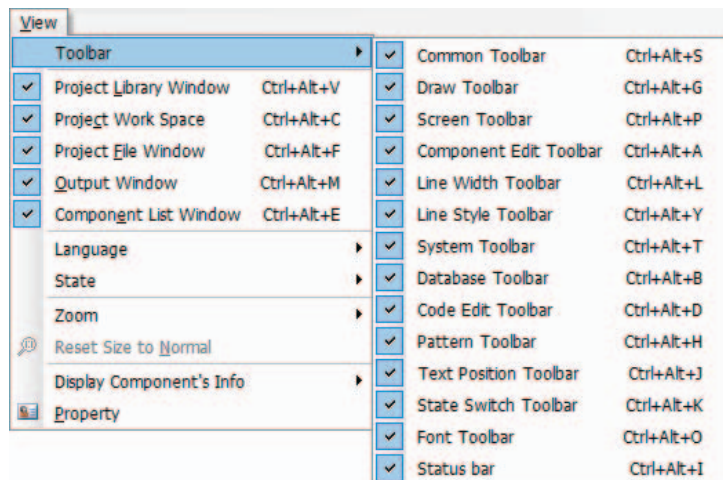 View
Toolbar
Project Library Window Ctrl+Alt+V
Project Work Space Ctrl+Alt+C
Project File Window Ctrl+Alt+F
Output Window Ctrl+Alt+M
Component List Window Ctrl+Alt+E
Language
State
Zoom
Reset Size to Normal
Display Component's Info
Property
Common Toolbar Ctrl+Alt+S
Draw Toolbar Ctrl+Alt+G
Screen Toolbar Ctrl+Alt+P
Component Edit Toolbar Ctrl+Alt+A
Line Width Toolbar Ctrl+Alt+L
Line Style Toolbar Ctrl+Alt+Y
System Toolbar Ctrl+Alt+T
Database Toolbar Ctrl+Alt+B
Code Edit Toolbar Ctrl+Alt+D
Pattern Toolbar Ctrl+Alt+H
Text Position Toolbar Ctrl+Alt+J
State Switch Toolbar Ctrl+Alt+K
Font Toolbar Ctrl+Alt+O
Status bar Ctrl+Alt+I